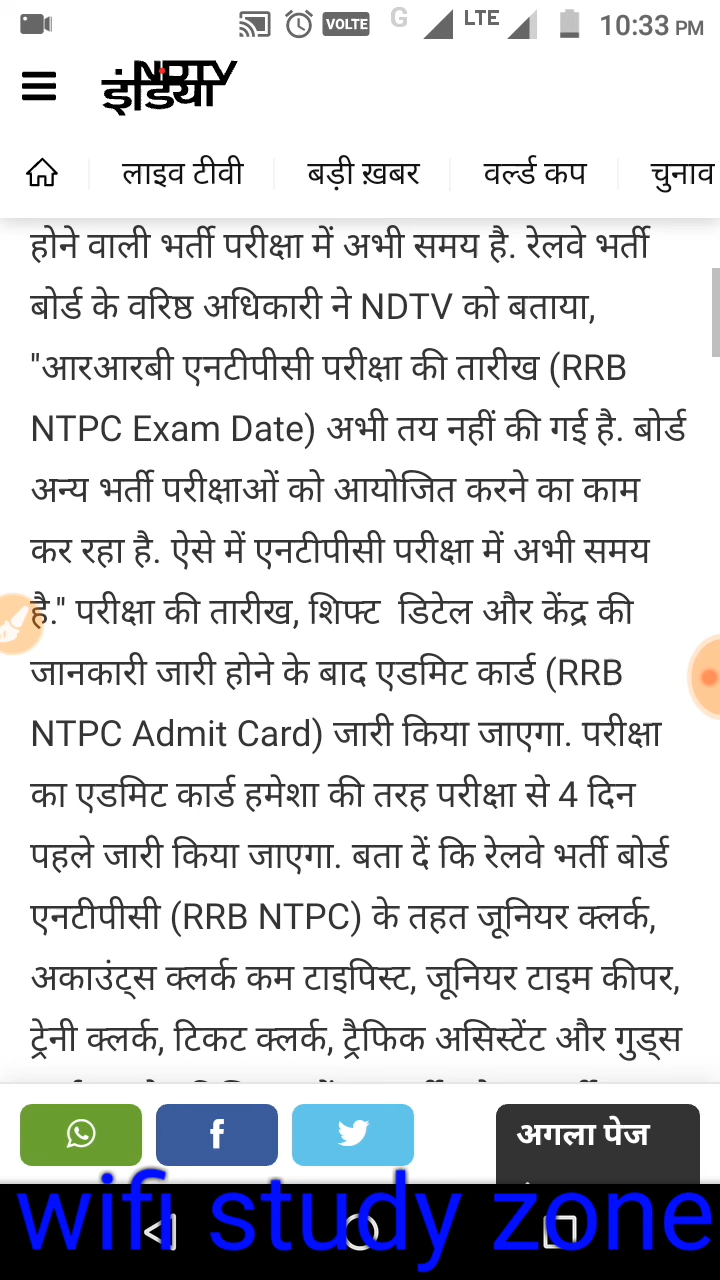 VOLTE G LTE 10:33 PM
NDTV
इंडिया
लाइव टीवी बड़ी ख़बर वर्ल्ड कप चुनाव
होने वाली भर्ती परीक्षा में अभी समय है. रेलवे भर्ती
बोर्ड के वरिष्ठ अधिकारी ने NDTV को बताया,
"आरआरबी एनटीपीसी परीक्षा की तारीख (RRB
NTPC Exam Date) अभी तय नहीं की गई है. बोर्ड
अन्य भर्ती परीक्षाओं को आयोजित करने का काम
कर रहा है. ऐसे में एनटीपीसी परीक्षा में अभी समय
है." परीक्षा की तारीख, शिफ्ट डिटेल और केंद्र की
जानकारी जारी होने के बाद एडमिट कार्ड (RRB
NTPC Admit Card) जारी किया जाएगा. परीक्षा
का एडमिट कार्ड हमेशा की तरह परीक्षा से 4 दिन
पहले जारी किया जाएगा. बता दें कि रेलवे भर्ती बोर्ड
एनटीपीसी (RRB NTPC) के तहत जूनियर क्लर्क,
अकाउंट्स क्लर्क कम टाइपिस्ट, जूनियर टाइम कीपर,
ट्रेनी क्लर्क, टिकट क्लर्क, ट्रैफिक असिस्टेंट और गुड्स
अगला पेज
wifi study zone